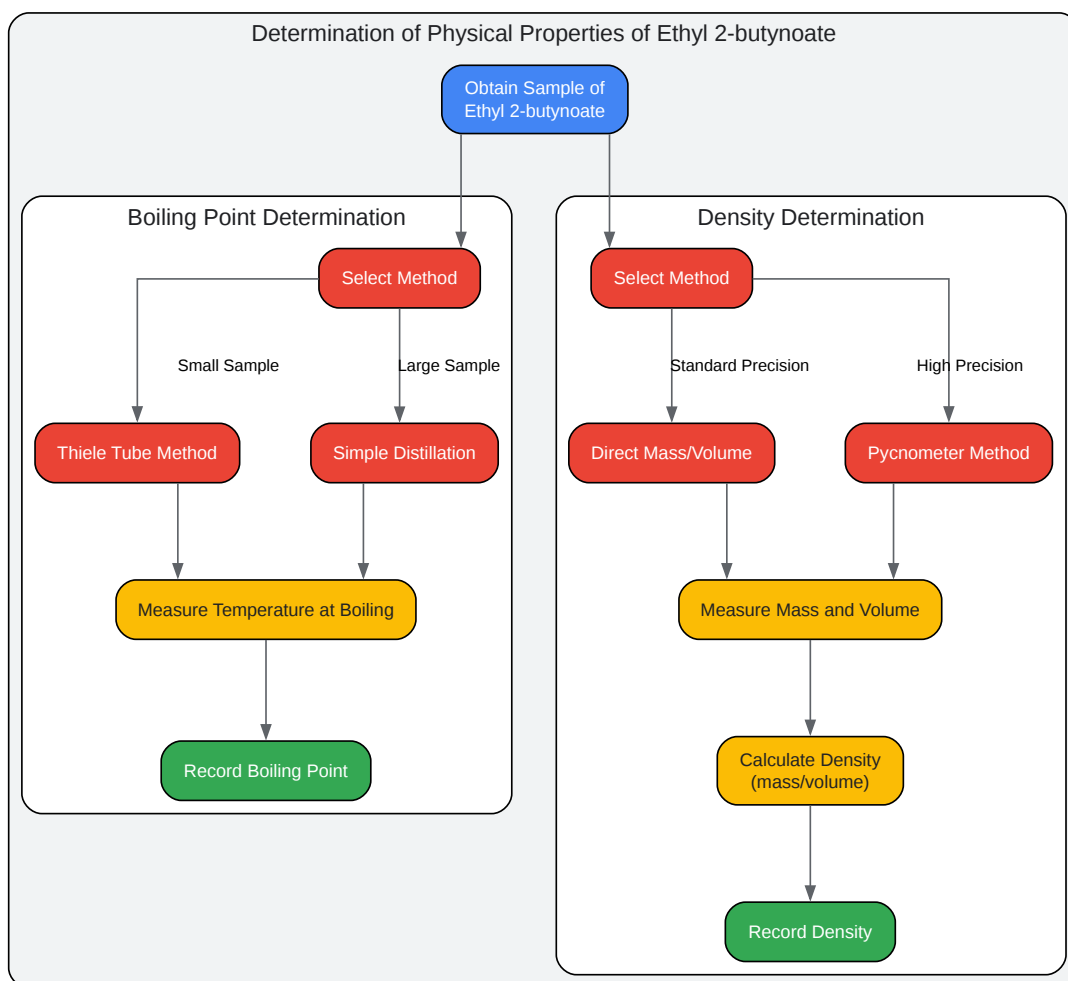 Determination of Physical Properties of Ethyl 2-butynoate
Obtain Sample of
Ethyl 2-butynoate
Boiling Point Determination
Select Method
Small Sample
Large Sample
Thiele Tube Method
Simple Distillation
Measure Temperature at Boiling
Record Boiling Point
Density Determination
Select Method
Standard Precision
High Precision
Direct Mass/Volume
Pycnometer Method
Measure Mass and Volume
Calculate Density
(mass/volume)
Record Density